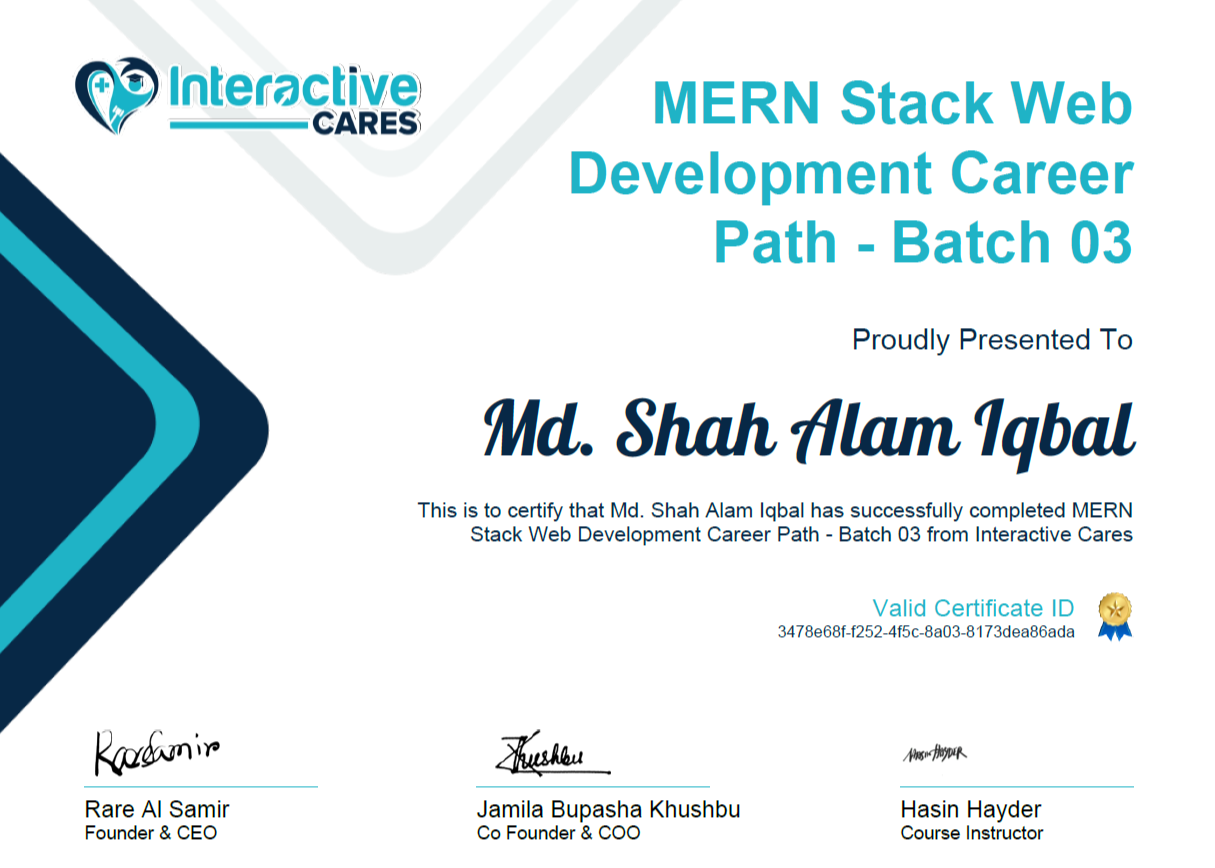 Interactive
CARES
MERN Stack Web
Development Career
Path - Batch 03
Proudly Presented To
Md. Shah Alam Iqbal
This is to certify that Md. Shah Alam Iqbal has successfully completed MERN
Stack Web Development Career Path - Batch 03 from Interactive Cares
Valid Certificate ID
3478e68f-f252-4f5c-8a03-8173dea86ada
Khushbu
Hasin Hayder
Rare Al Samir
Founder & CEO
Jamila Bupasha Khushbu
Co Founder & COO
Hasin Hayder
Course Instructor